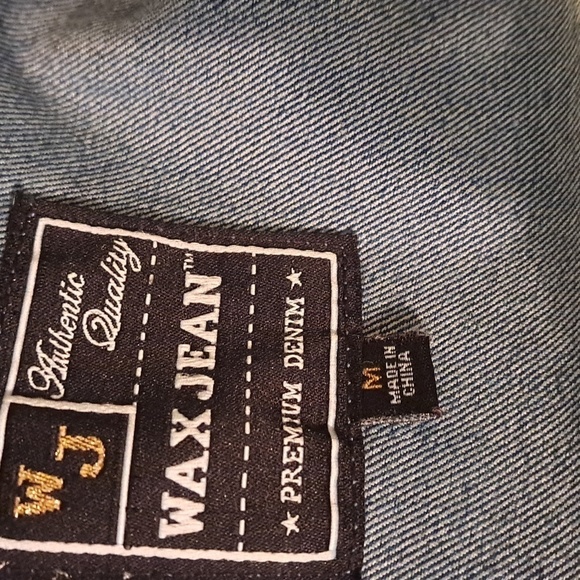 WJ
Authentic
Quality
WAX JEAN™
★ PREMIUM DENIM ★
M
MADE IN
CHINA